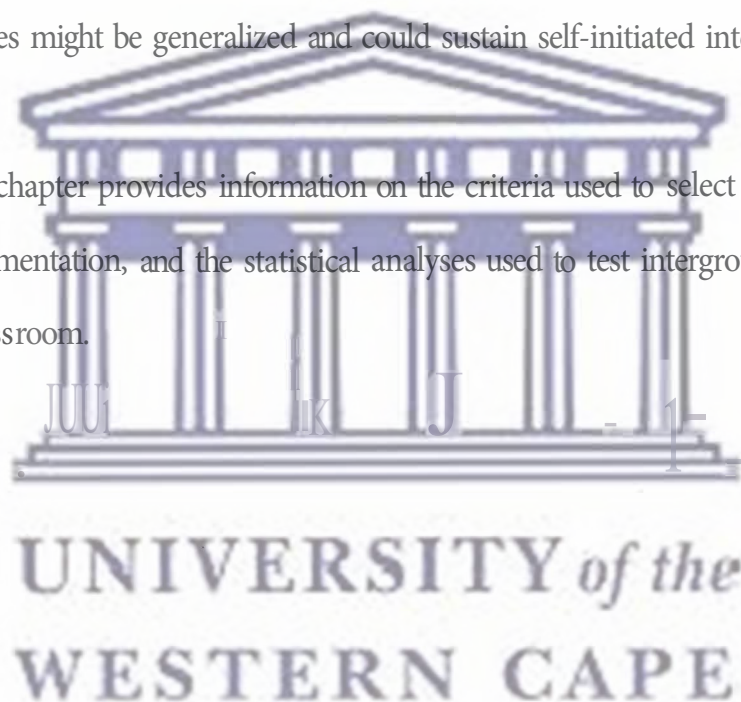 es might be generalized and could sustain self-initiated int
chapter provides information on the criteria used to select
mentation, and the statistical analyses used to test intergro
ssroom.
UNIVERSITY of the
WESTERN CAPE